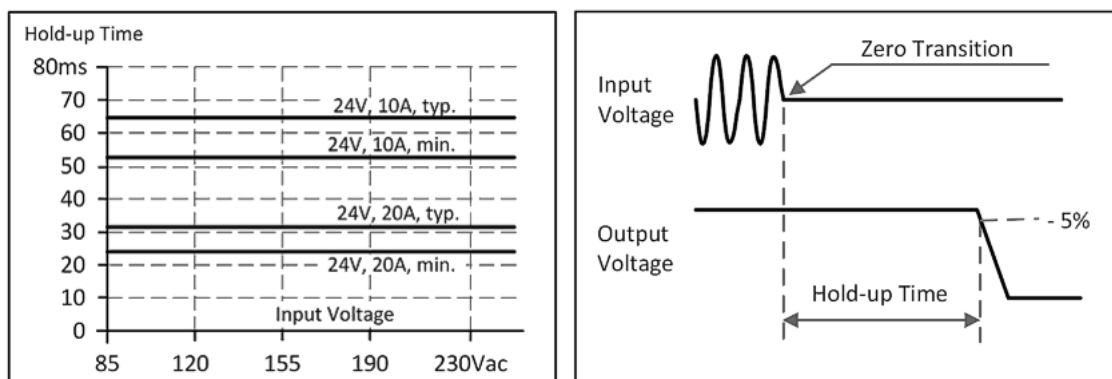 Hold-up Time
80ms
70
60
50
40
30
20
10
0
24V, 10A, typ.
24V, 10A, min.
24V, 20A, typ.
24V, 20A, min.
Input Voltage
85 120 155 190 230Vac
Zero Transition
Input
Voltage
Output
Voltage
- 5%
Hold-up Time